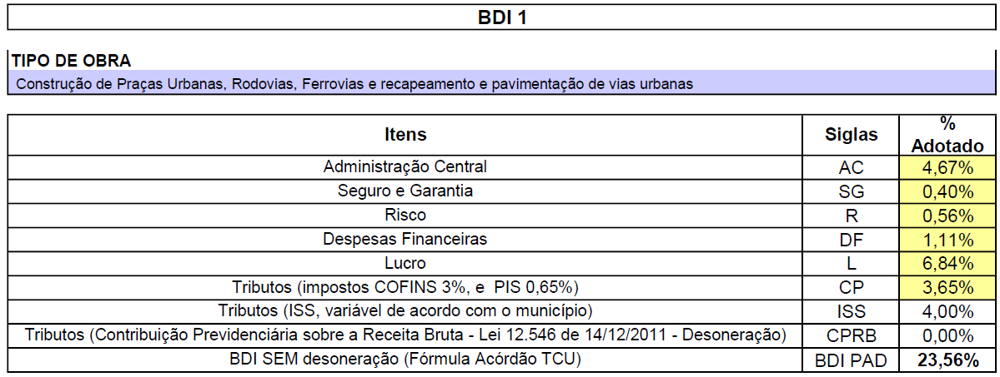 BDI 1
TIPO DE OBRA
Construção de Praças Urbanas, Rodovias, Ferrovias e recapeamento e pavimentação de vias urbanas
Itens Siglas % Adotado
Administração Central AC 4,67%
Seguro e Garantia SG 0,40%
Risco R 0,56%
Despesas Financeiras DF 1,11%
Lucro L 6,84%
Tributos (impostos COFINS 3%, e PIS 0,65%) CP 3,65%
Tributos (ISS, variável de acordo com o município) ISS 4,00%
Tributos (Contribuição Previdenciária sobre a Receita Bruta - Lei 12.546 de 14/12/2011 - Desoneração) CPRB 0,00%
BDI SEM desoneração (Fórmula Acórdão TCU) BDI PAD 23,56%